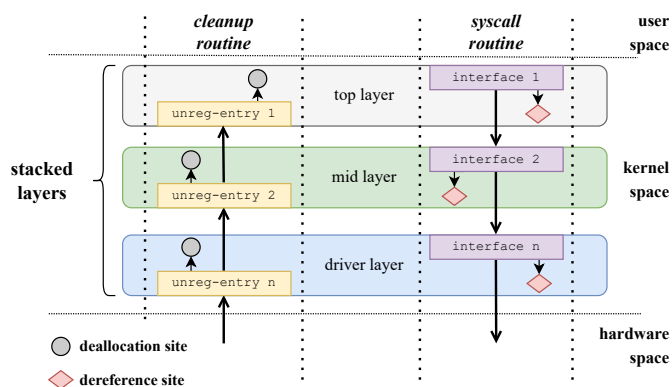 cleanup
routine
syscall
routine
user
space
interface 1
top layer
unreg-entry 1
stacked
layers
interface 2
mid layer
unreg-entry 2
kernel
space
interface n
driver layer
unreg-entry n
hardware
space
deallocation site
dereference site